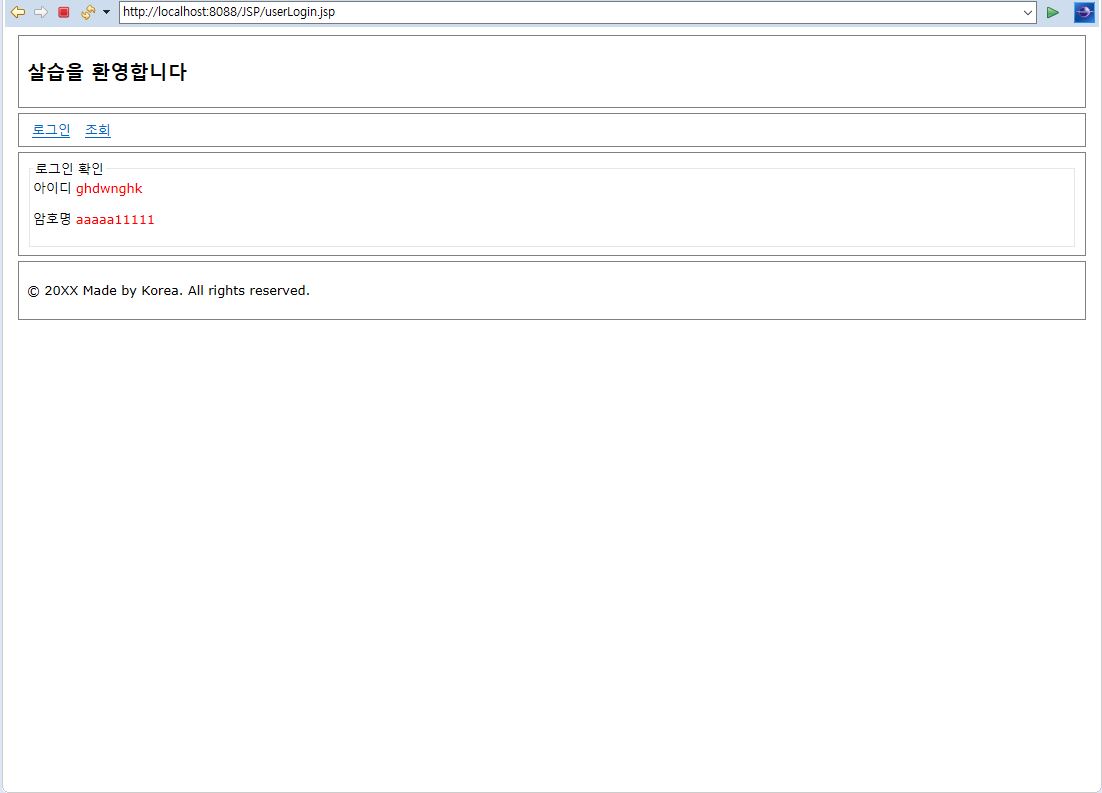 http://localhost:8088/JSP/userLogin.jsp
살습을 환영합니다
로그인 조회
로그인 확인
아이디 ghdwnghk
암호명 aaaaa11111
© 20XX Made by Korea. All rights reserved.